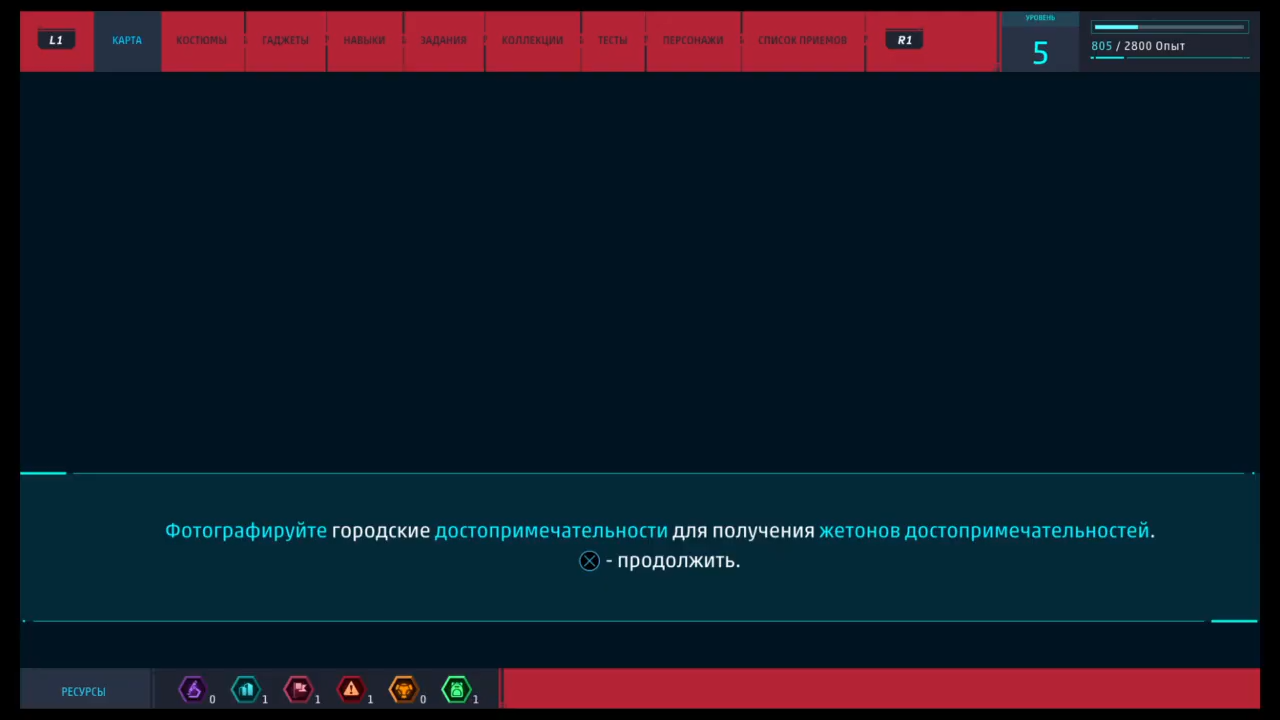 L1 КАРТА КОСТЮМЫ ГАДЖЕТЫ НАВЫКИ ЗАДАНИЯ КОЛЛЕКЦИИ ТЕСТЫ ПЕРСОНАЖИ СПИСОК ПРИЕМОВ R1
УРОВЕНЬ
5
805 / 2800 Опыт
Фотографируйте городские достопримечательности для получения жетонов достопримечательностей.
- продолжить.
РЕСУРСЫ 0 1 1 1 0 1